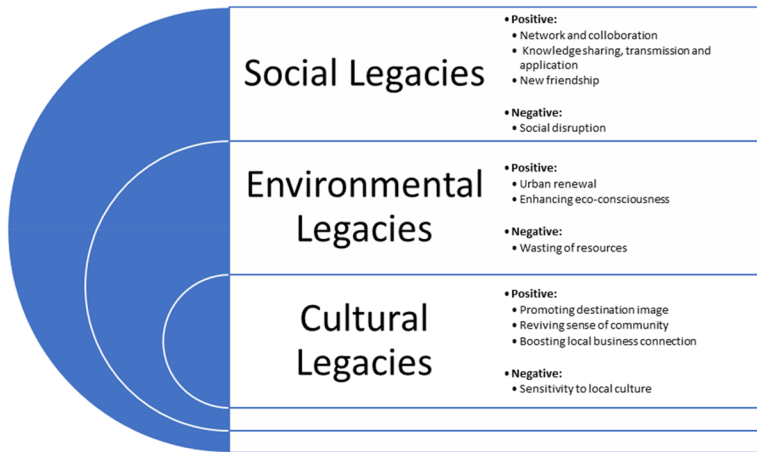 Social Legacies
• Positive:
• Network and colloboration
• Knowledge sharing, transmission and
application
• New friendship
• Negative:
• Social disruption
Environmental
Legacies
• Positive:
• Urban renewal
• Enhancing eco-consciousness
• Negative:
• Wasting of resources
Cultural
Legacies
• Positive:
• Promoting destination image
• Reviving sense of community
• Boosting local business connection
• Negative:
• Sensitivity to local culture